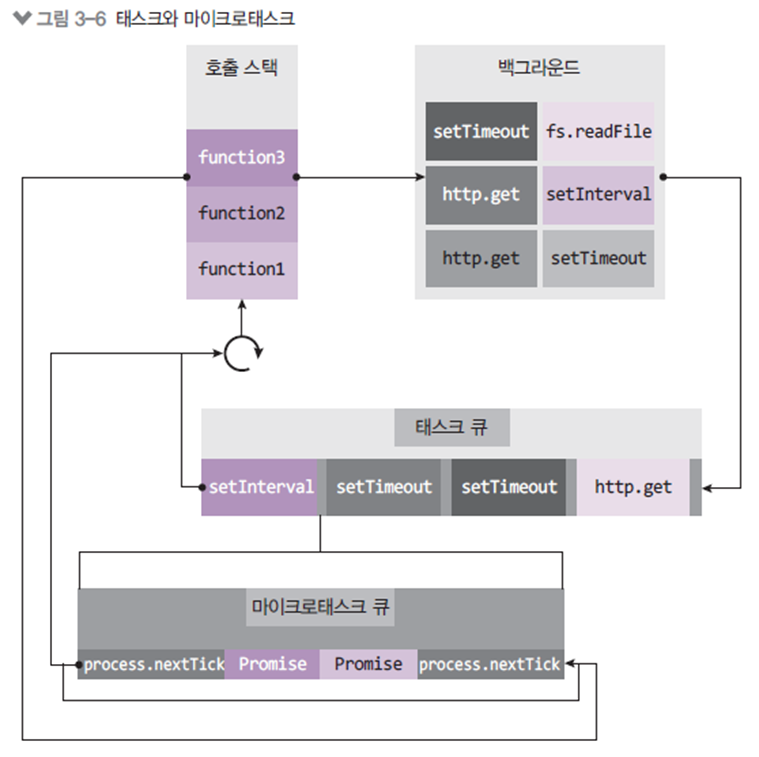 그림 3-6 태스크와 마이크로태스크
호출 스택
function3
function2
function1
백그라운드
setTimeout fs.readFile
http.get setInterval
http.get setTimeout
태스크 큐
setInterval setTimeout setTimeout http.get
마이크로태스크 큐
process.nextTick Promise Promise process.nextTick